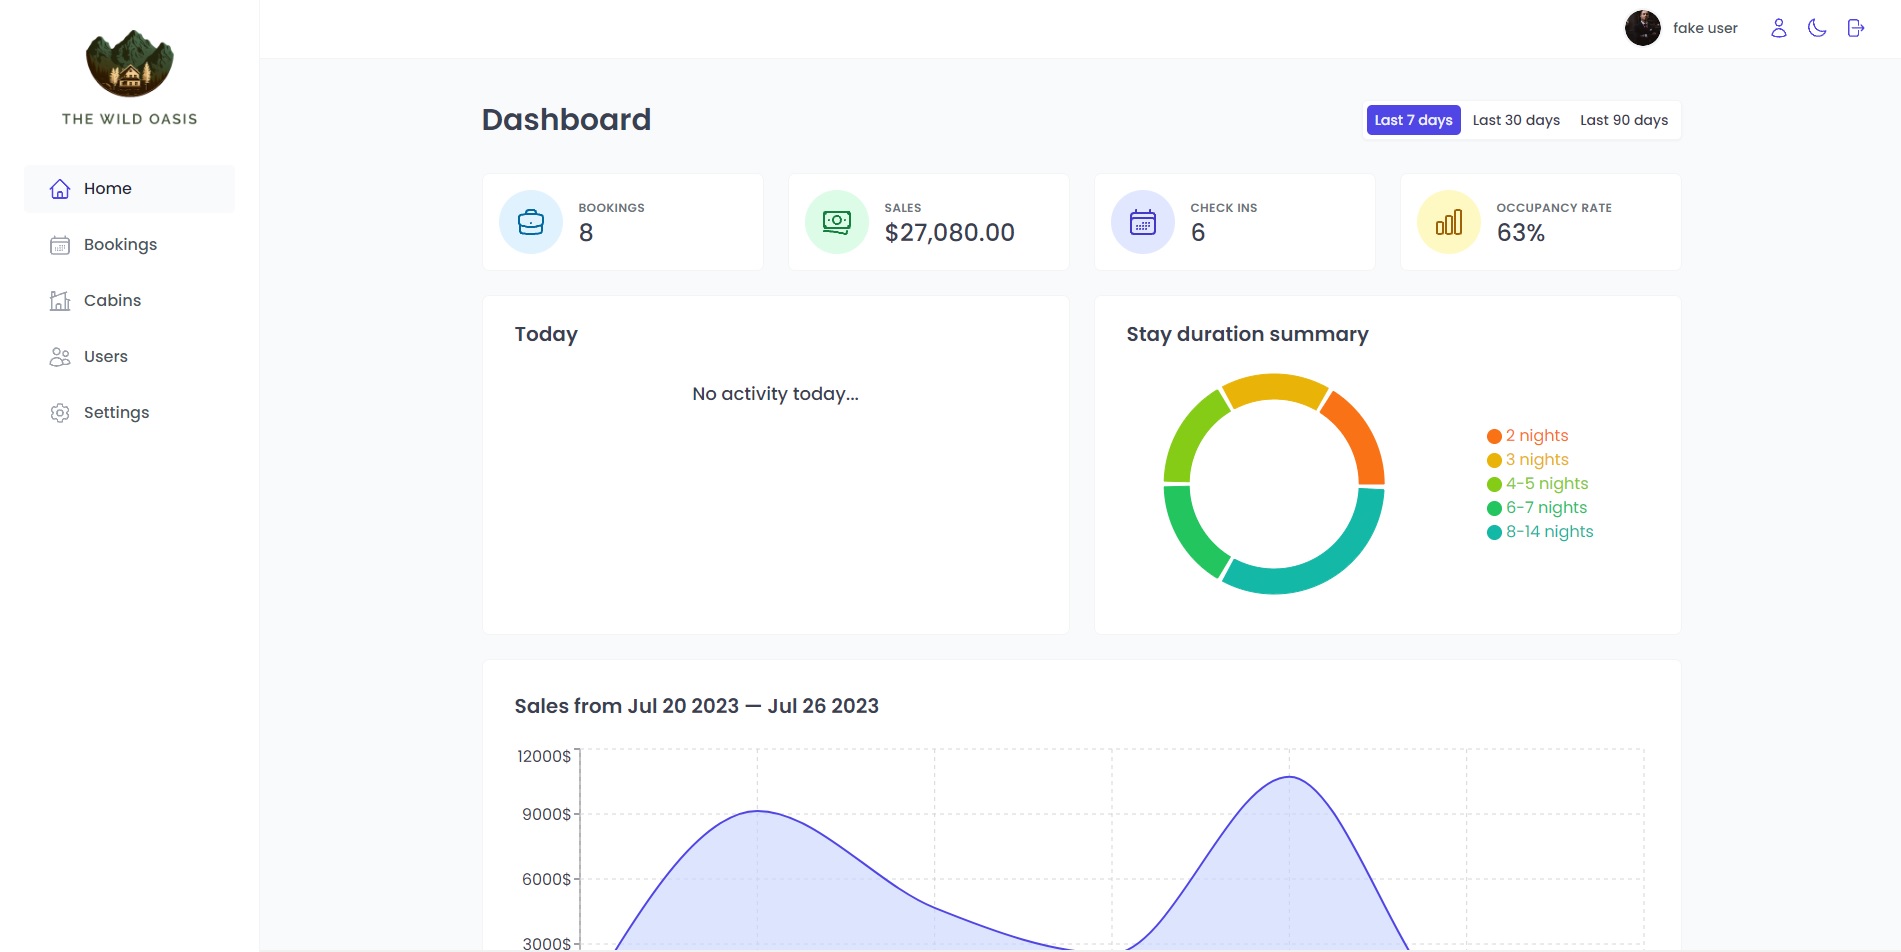 THE WILD OASIS
Home
Bookings
Cabins
Users
Settings
fake user
Dashboard
Last 7 days Last 30 days Last 90 days
BOOKINGS
8
SALES
$27,080.00
CHECK INS
6
OCCUPANCY RATE
63%
Today
No activity today...
Stay duration summary
2 nights
3 nights
4-5 nights
6-7 nights
8-14 nights
Sales from Jul 20 2023 — Jul 26 2023
12000$
9000$
6000$
3000$